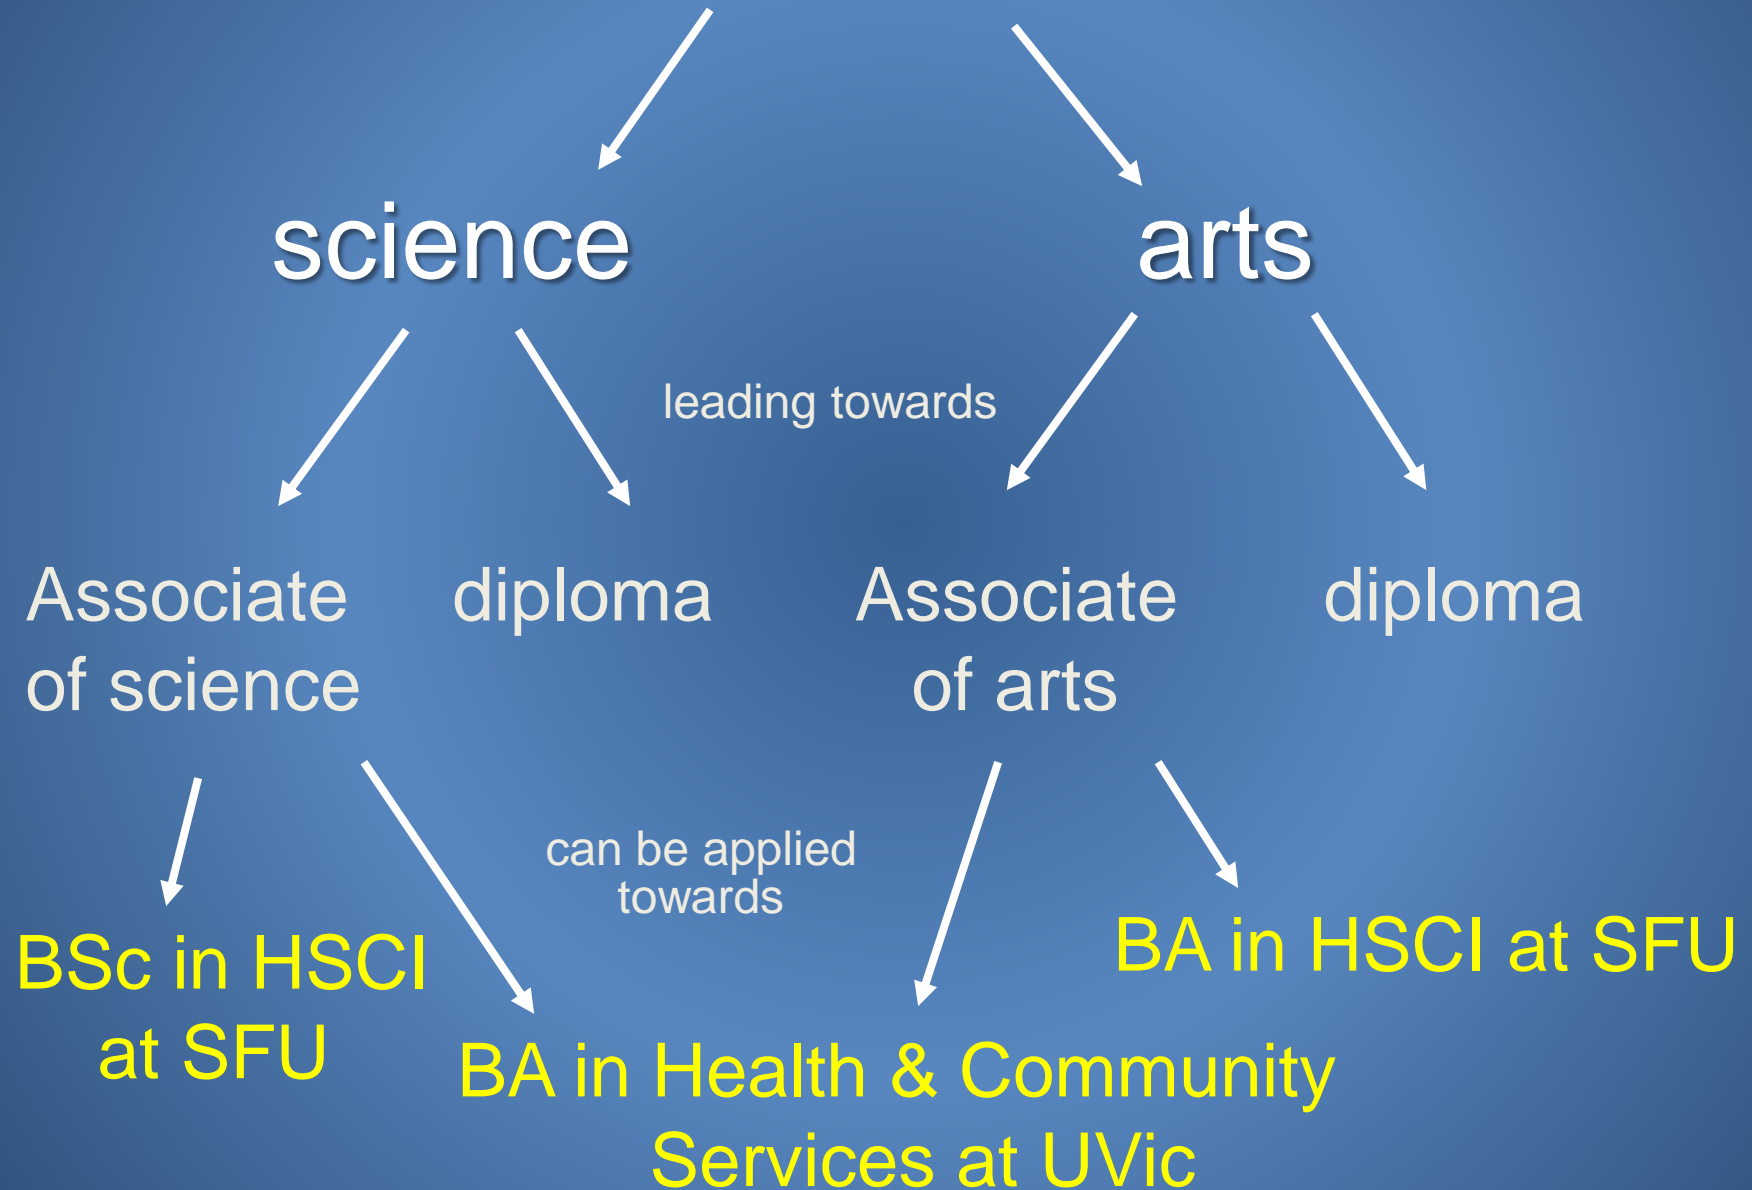 science
arts
leading towards
Associate
of science
diploma
Associate
of arts
diploma
can be applied
towards
BSc in HSCI
at SFU
BA in HSCI at SFU
BA in Health & Community
Services at UVic